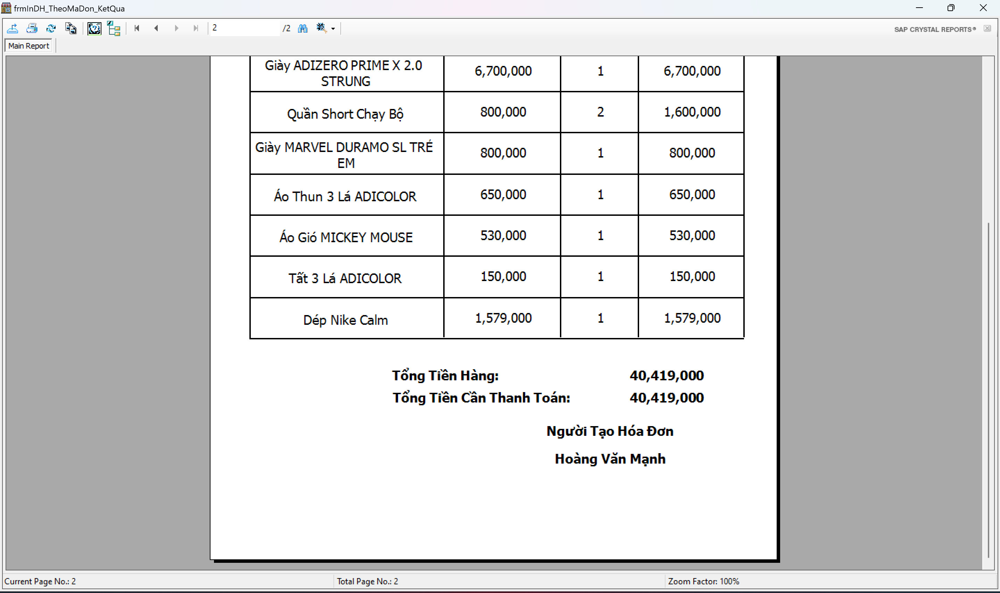 frmInDH_TheoMaDon_KetQua
2 /2 SAP CRYSTAL REPORTS®
Main Report
Giày ADIZERO PRIME X 2.0 STRUNG 6,700,000 1 6,700,000
Quần Short Chạy Bộ 800,000 2 1,600,000
Giày MARVEL DURAMO SL TRẺ EM 800,000 1 800,000
Áo Thun 3 Lá ADICOLOR 650,000 1 650,000
Áo Gió MICKEY MOUSE 530,000 1 530,000
Tất 3 Lá ADICOLOR 150,000 1 150,000
Dép Nike Calm 1,579,000 1 1,579,000
Tổng Tiền Hàng: 40,419,000
Tổng Tiền Cần Thanh Toán: 40,419,000
Người Tạo Hóa Đơn
Hoàng Văn Mạnh
Current Page No.: 2 Total Page No.: 2 Zoom Factor: 100%